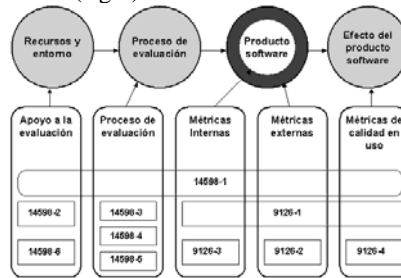 Recursos y
entorno
Proceso de
evaluación
Producto
software
Efecto del
producto
software
Apoyo a la
evaluación
Proceso de
evaluación
Métricas
Internas
Métricas
externas
Métricas de
calidad en
uso
14598-1
14598-2
14598-3
9126-1
14598-4
14598-6
14598-5
9126-3
9126-2
9126-4